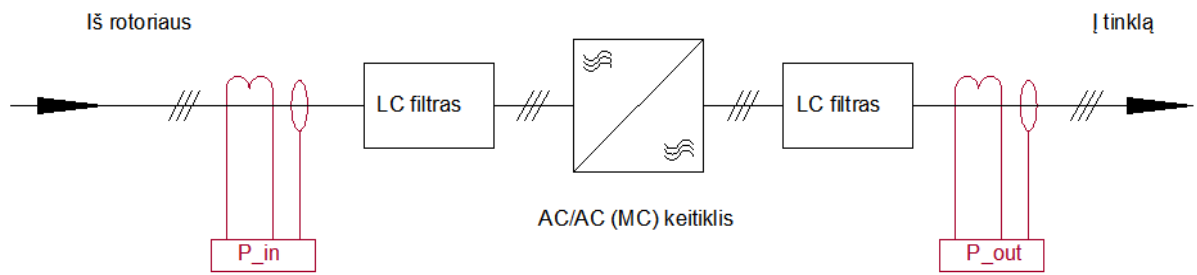 Iš rotoriaus
Į tinklą
LC filtras
LC filtras
AC/AC (MC) keitiklis
P_in
P_out